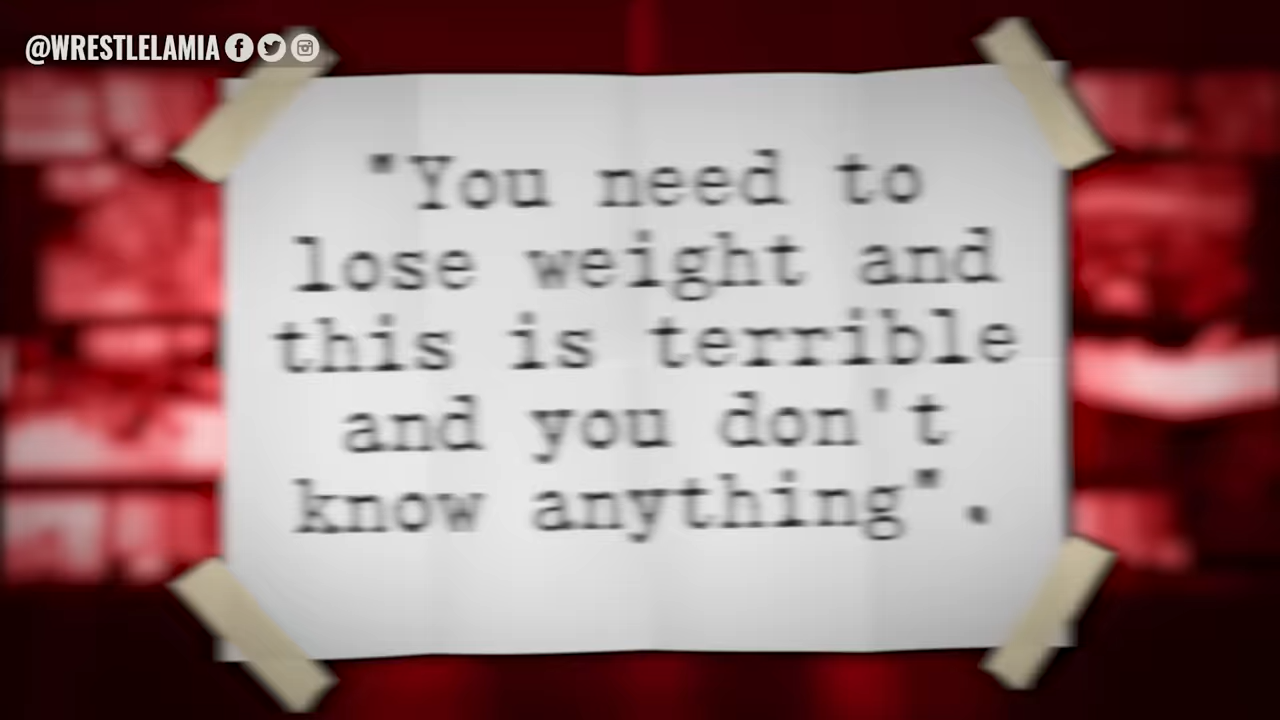 @WRESTLELAMIA
"You need to
lose weight and
this is terrible
and you don't
know anything".